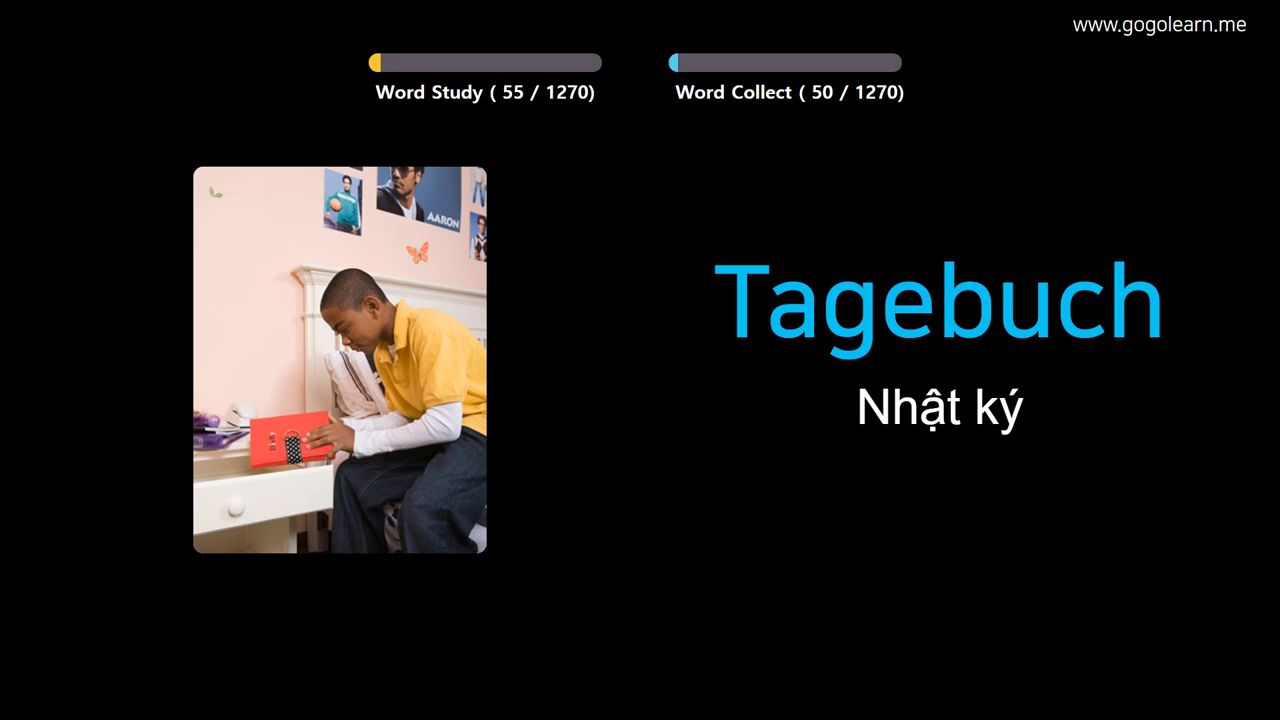 www.gogolearn.me
Word Study ( 55 / 1270)
Word Collect ( 50 / 1270)
AARON
Tagebuch
Nhật ký